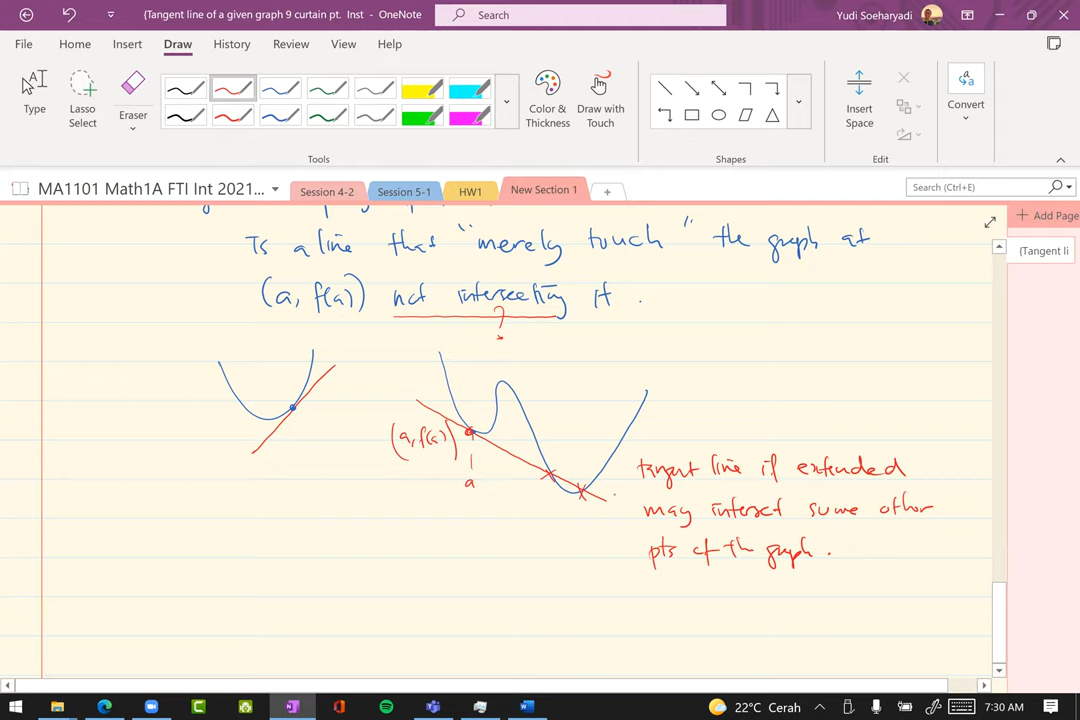 {Tangent line of a given graph 9 curtain pt. Inst - OneNote
Search
Yudi Soeharyadi
File Home Insert Draw History Review View Help
Type
Lasso Select
Eraser
Color & Thickness
Draw with Touch
Insert Space
Convert
Tools
Shapes
Edit
MA1101 Math1A FTI Int 2021...
Session 4-2
Session 5-1
HW1
New Section 1
+
Search (Ctrl+E)
+ Add Page
{Tangent li
Is a line that "merely touch" the graph at
(a, f(a)) not intersecting it.
?
(a, f(a))
a
tangent line if extended
may intersect some other
pts of the graph.
22°C Cerah
7:30 AM